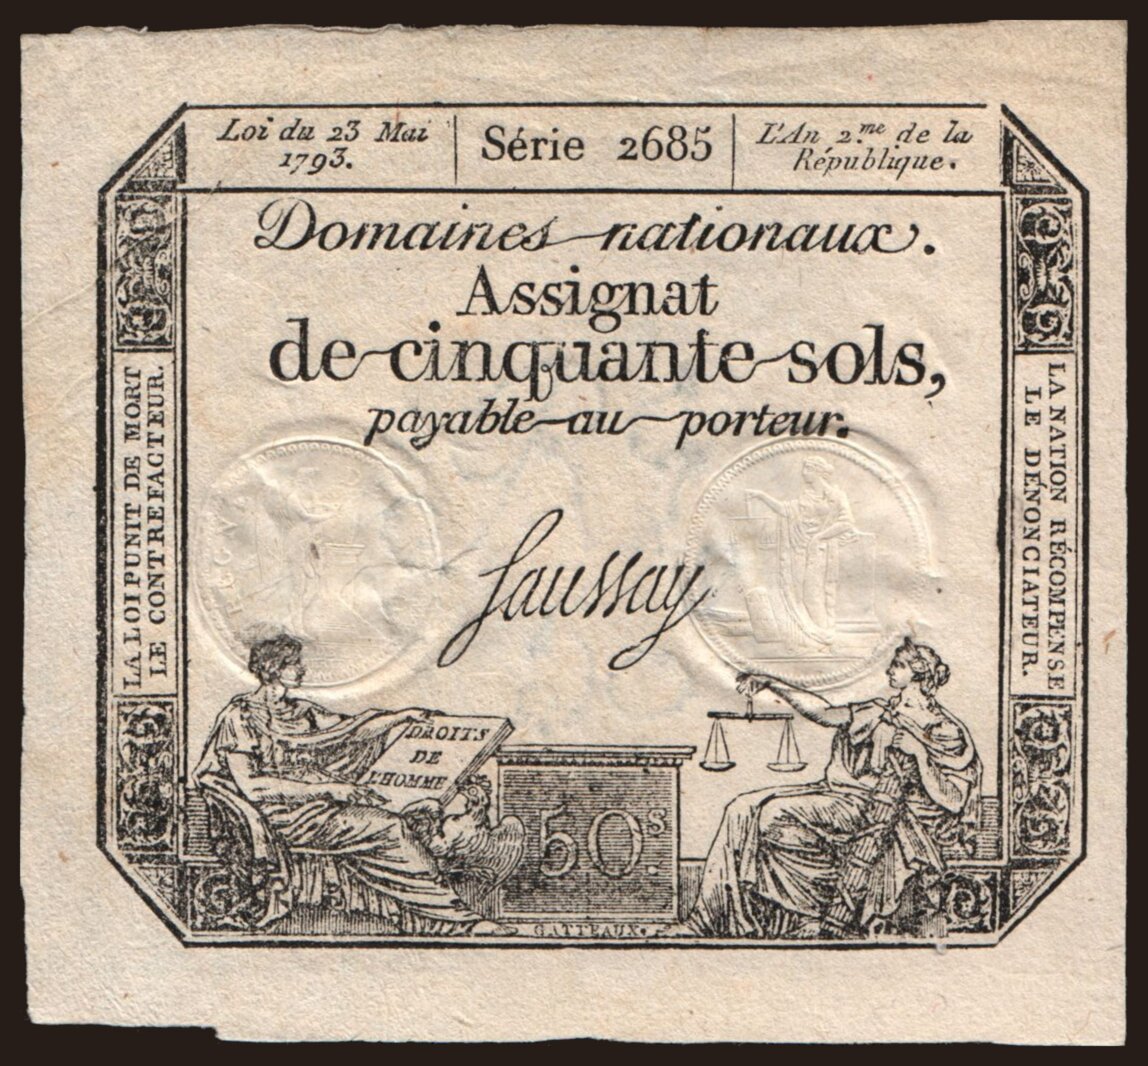 Loi du 23 Mai
1793.
Série 2685
L'An 2.me de la
République.
Domaines nationaux.
Assignat
de cinquante sols,
payable au porteur.
LA LOI PUNIT DE MORT
LE CONTREFACTEUR.
LA NATION RÉCOMPENSE
LE DÉNONCIATEUR.
Saussay
DROITS
DE
L'HOMME
50s.
GATTEAUX.